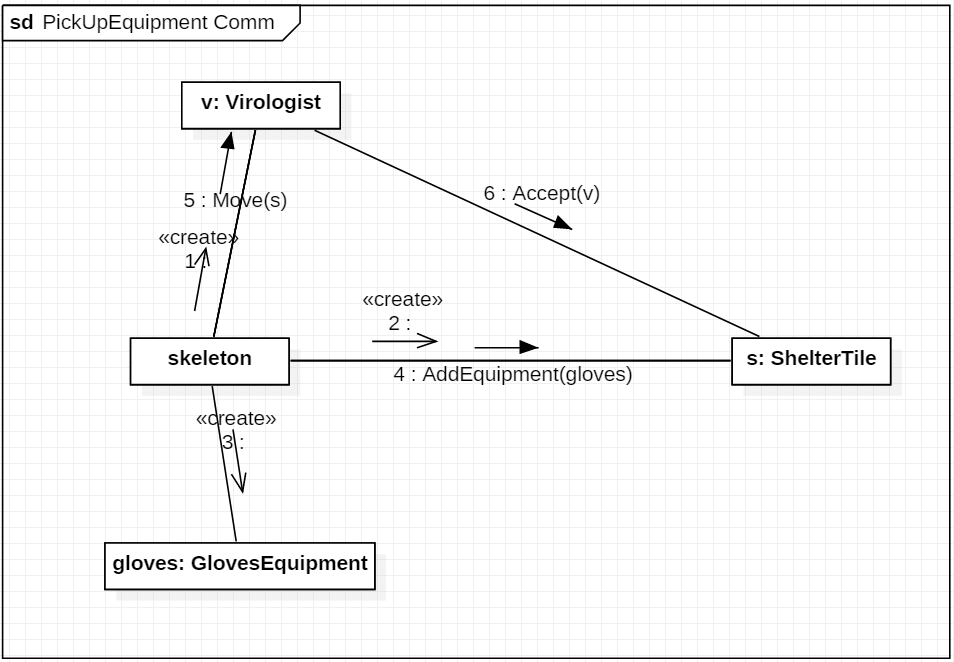 sd PickUpEquipment Comm
v: Virologist
5 : Move(s)
6 : Accept(v)
«create»
1 :
«create»
2 :
skeleton
s: ShelterTile
4 : AddEquipment(gloves)
«create»
3 :
gloves: GlovesEquipment